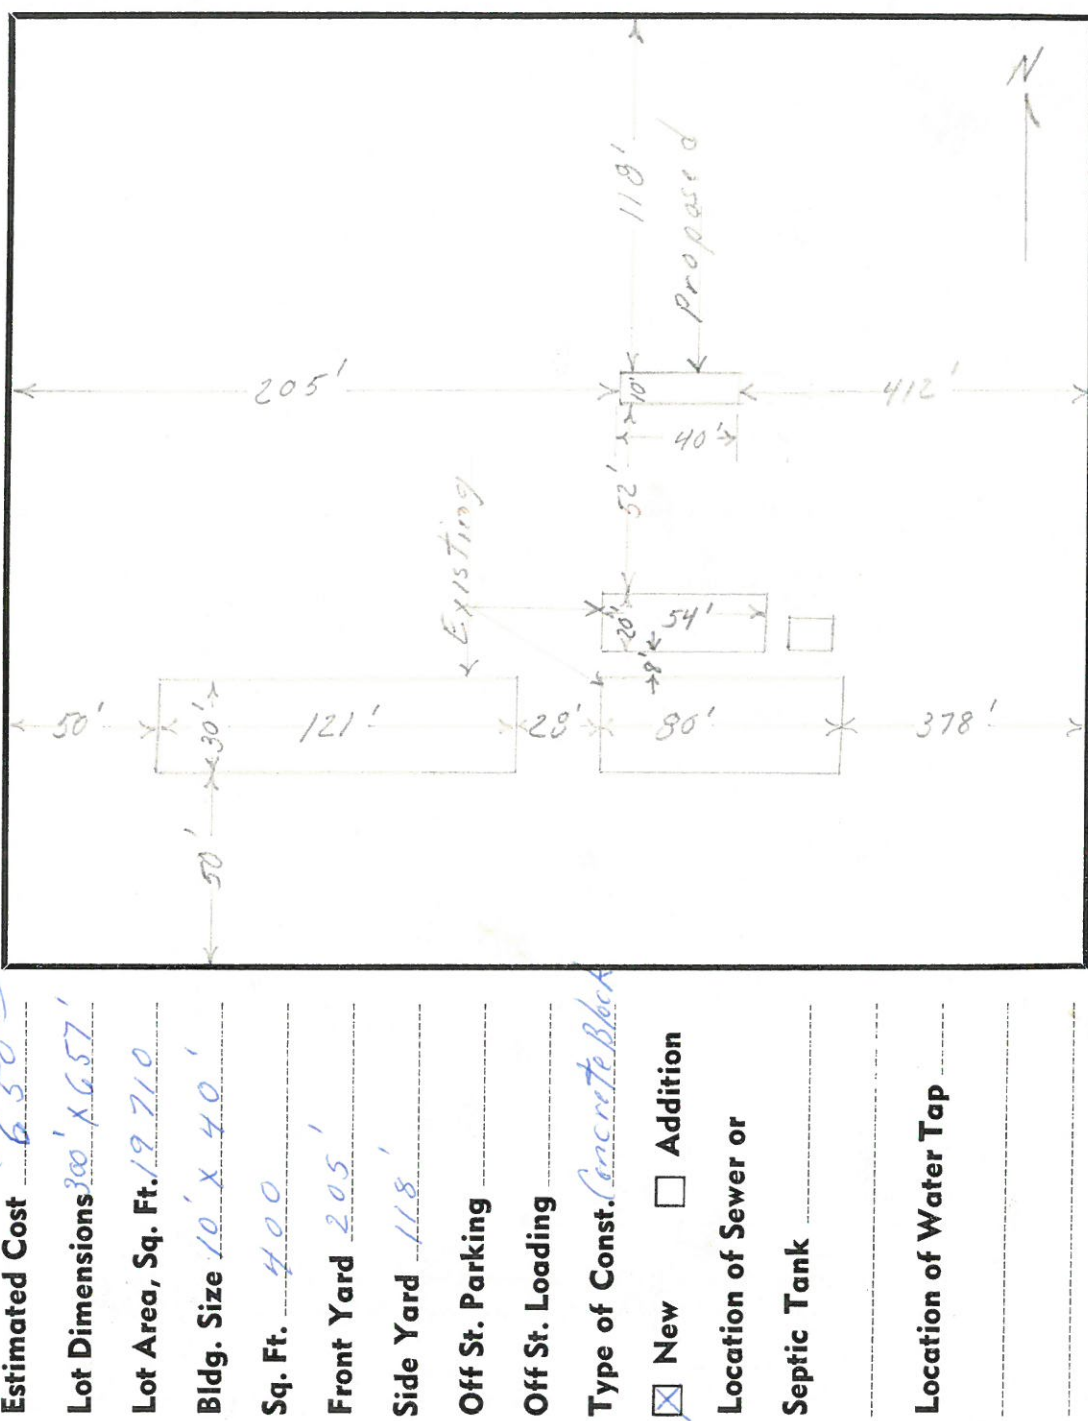 Estimated Cost 650
Lot Dimensions 300' X 657'
Lot Area, Sq. Ft. 19710
Bldg. Size 10' X 40'
Sq. Ft. 400
Front Yard 205'
Side Yard 118'
Off St. Parking
Off St. Loading
Type of Const. Concrete Block
X New Addition
Location of Sewer or
Septic Tank
Location of Water Tap
N
118'
Proposed
205'
10'
412'
40'
52'
Existing
20'
54'
8'
50'
30'
121'
28'
80'
378'
50'